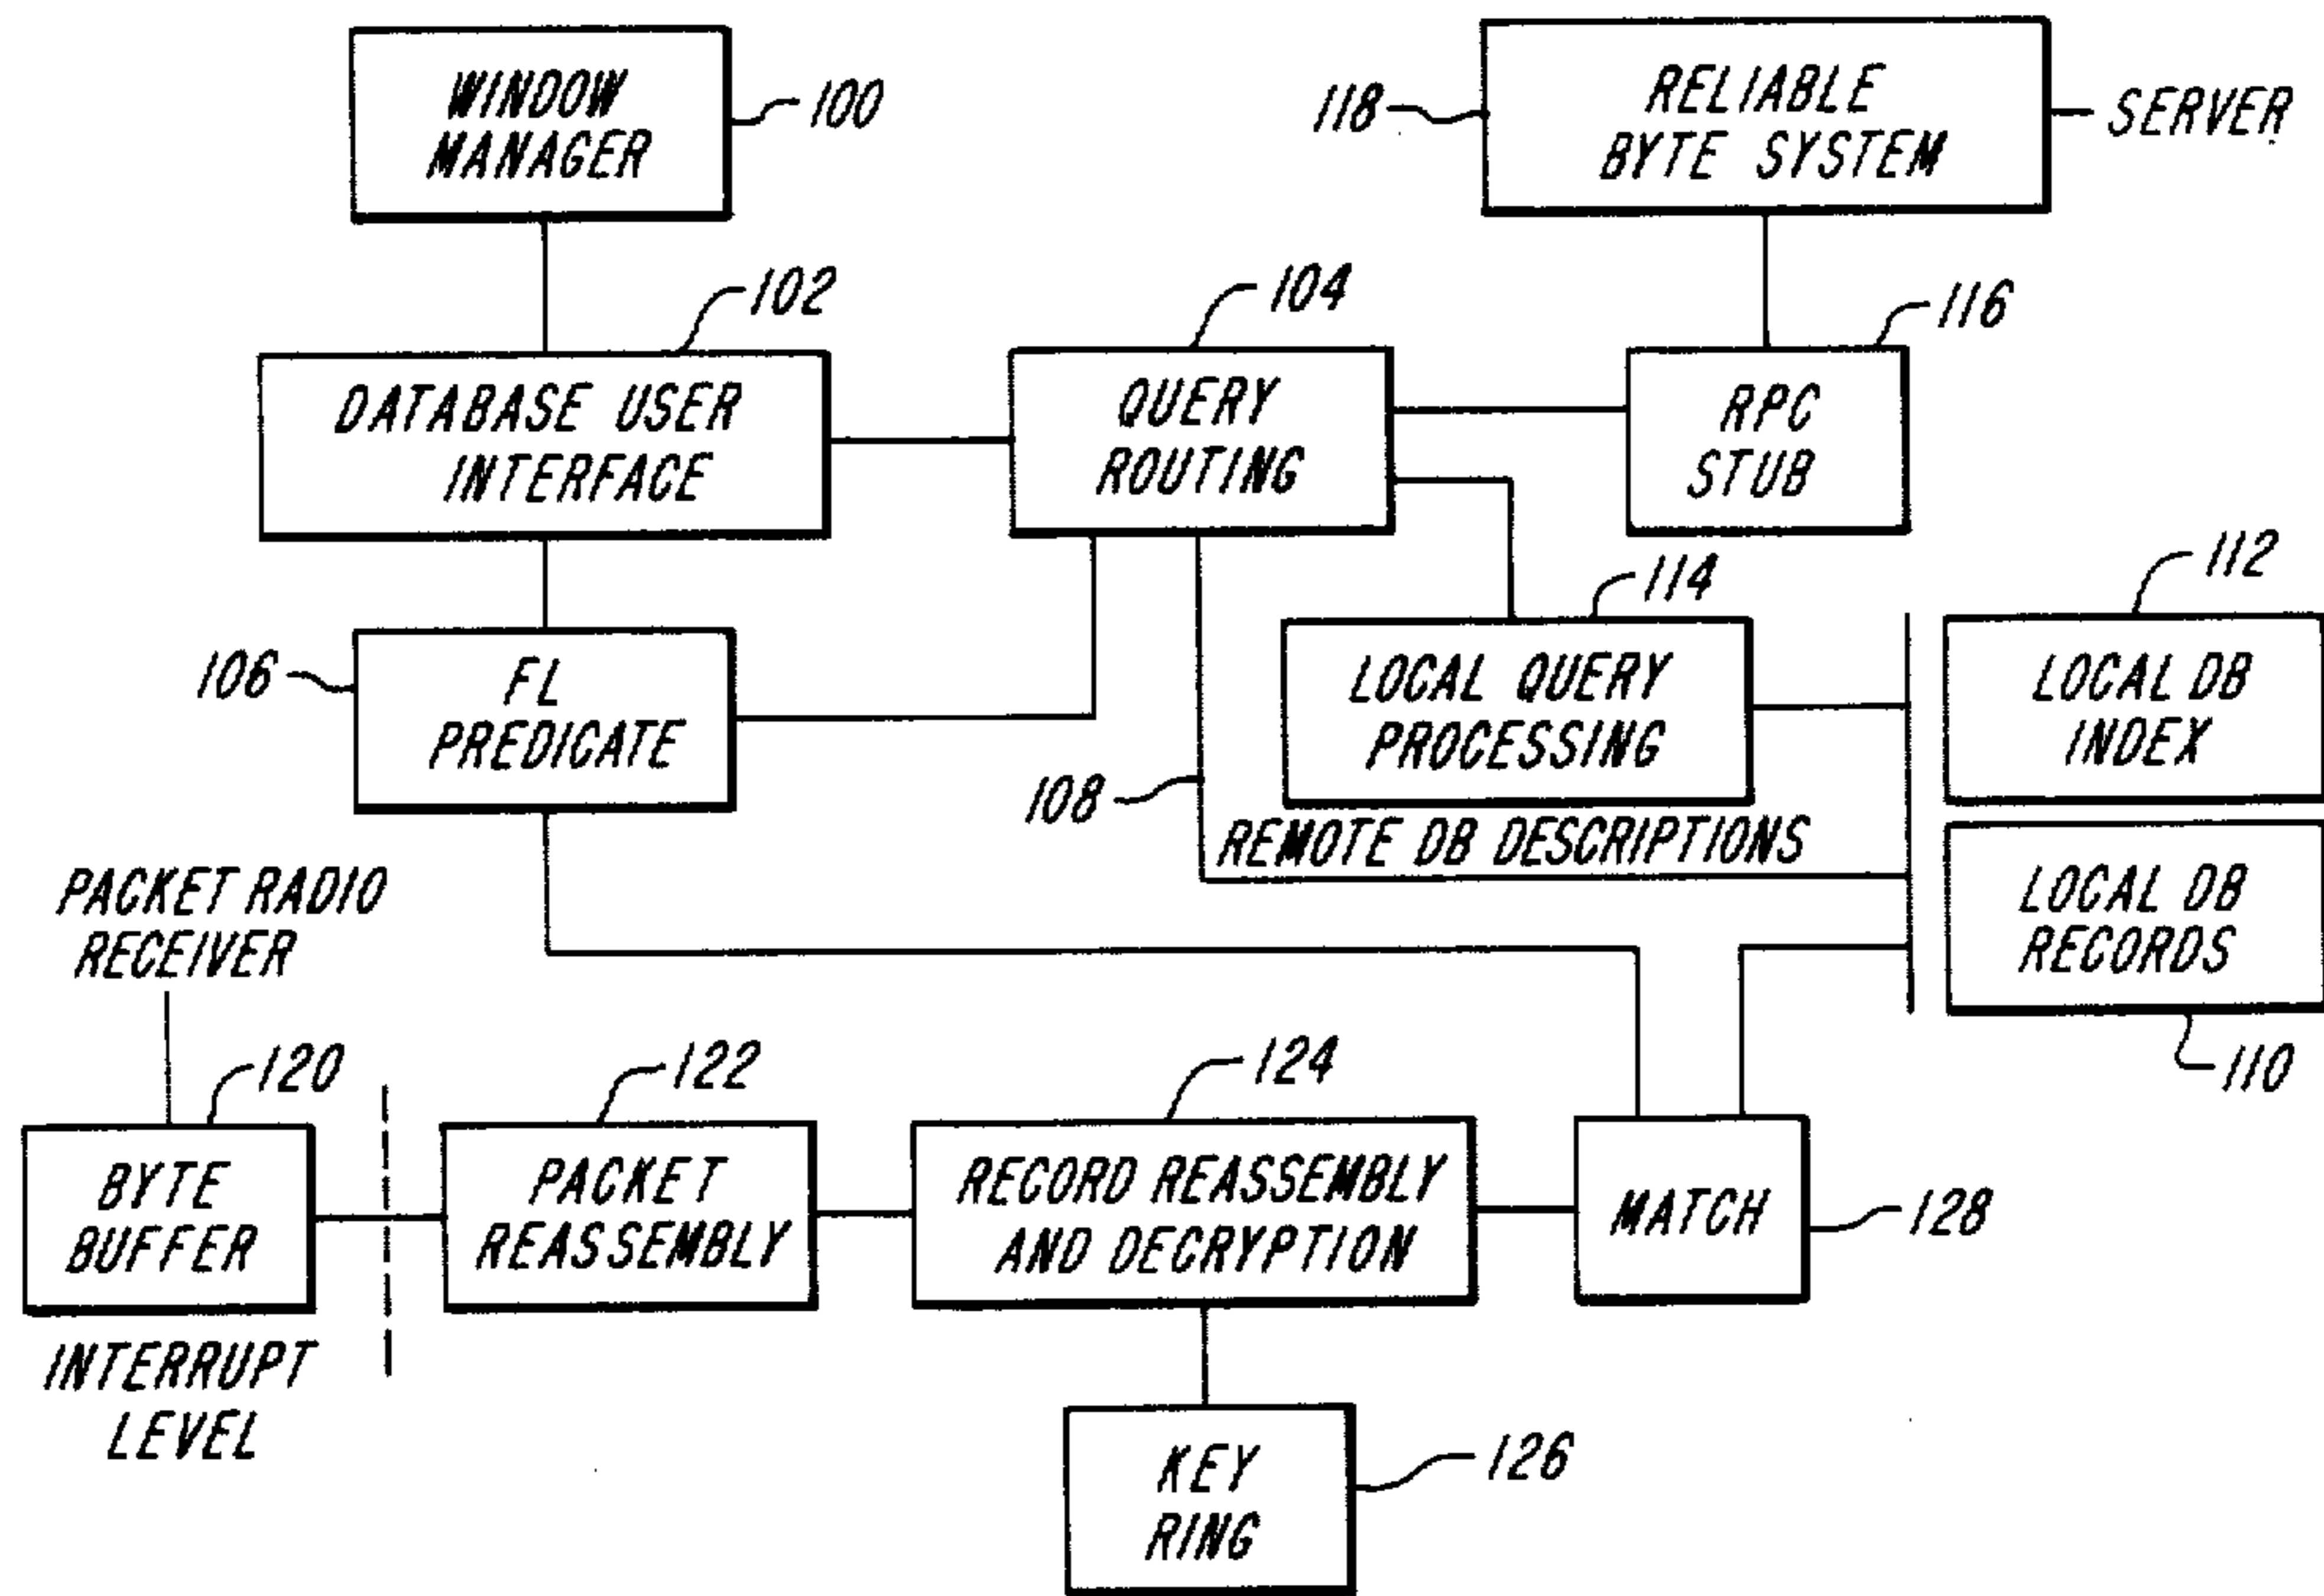 WINDOW
MANAGER
100
118
RELIABLE
BYTE SYSTEM
SERVER
102
104
116
DATABASE USER
INTERFACE
QUERY
ROUTING
RPC
STUB
106
FL
PREDICATE
114
112
LOCAL QUERY
PROCESSING
LOCAL DB
INDEX
108
REMOTE DB DESCRIPTIONS
LOCAL DB
RECORDS
110
PACKET RADIO
RECEIVER
120
122
124
BYTE
BUFFER
PACKET
REASSEMBLY
RECORD REASSEMBLY
AND DECRYPTION
MATCH
128
INTERRUPT
LEVEL
KEY
RING
126